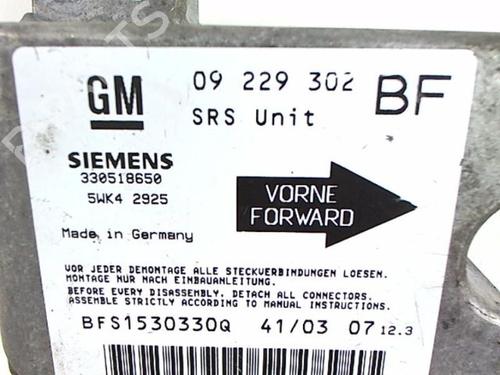 GM
09 229 302 BF
SRS Unit
SIEMENS
330518650
5WK4 2925
VORNE
FORWARD
Made in Germany
VOR JEDER DEMONTAGE ALLE STECKVERBINDUNGEN LOESEN.
MONTAGE NUR NACH EINBAUANLEITUNG.
BEFORE EVERY DISASSEMBLY, DETACH ALL CONNECTORS.
ASSEMBLE STRICTLY ACCORDING TO MANUAL INSTRUCTIONS.
BFS1530330Q 41/03 07 12.3